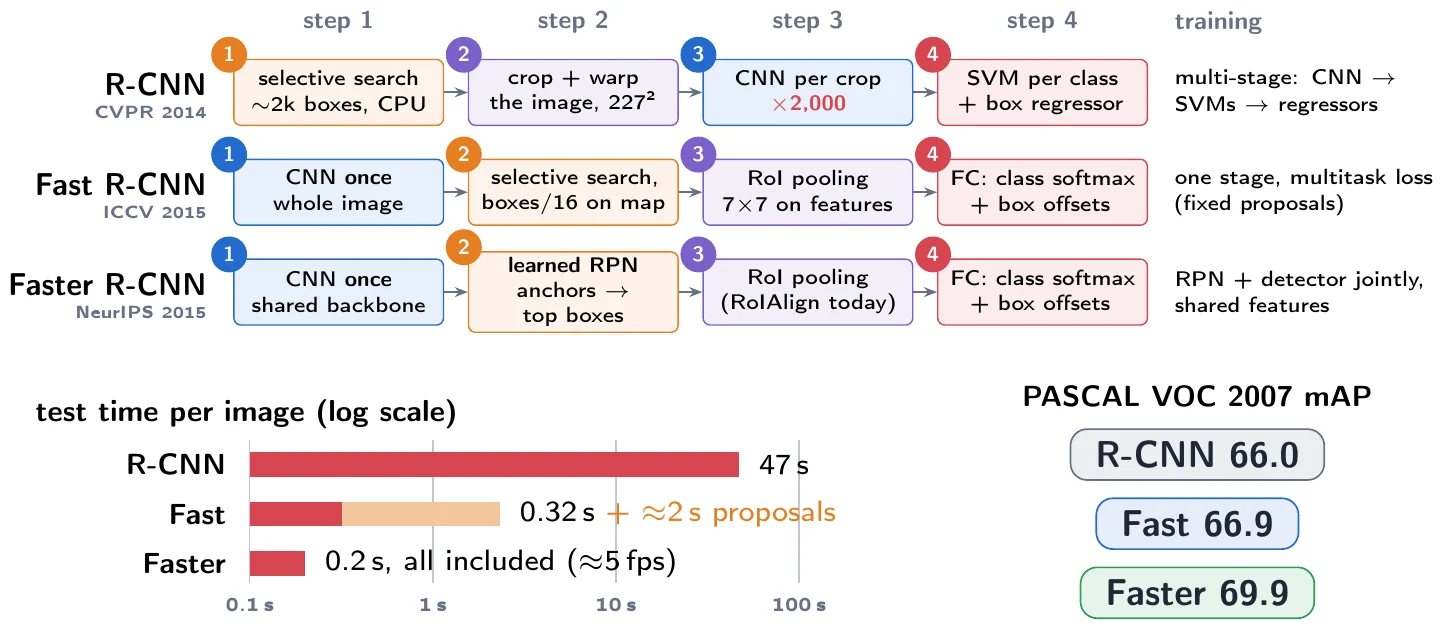 step 1 step 2 step 3 step 4 training
R-CNN
CVPR 2014
1
selective search
~2k boxes, CPU
2
crop + warp
the image, 227²
3
CNN per crop
×2,000
4
SVM per class
+ box regressor
multi-stage: CNN →
SVMs → regressors
Fast R-CNN
ICCV 2015
1
CNN once
whole image
2
selective search,
boxes/16 on map
3
RoI pooling
7×7 on features
4
FC: class softmax
+ box offsets
one stage, multitask loss
(fixed proposals)
Faster R-CNN
NeurIPS 2015
1
CNN once
shared backbone
2
learned RPN
anchors →
top boxes
3
RoI pooling
(RoIAlign today)
4
FC: class softmax
+ box offsets
RPN + detector jointly,
shared features
test time per image (log scale)
R-CNN 47 s
Fast 0.32 s + ≈2 s proposals
Faster 0.2 s, all included (≈5 fps)
0.1 s 1 s 10 s 100 s
PASCAL VOC 2007 mAP
R-CNN 66.0
Fast 66.9
Faster 69.9